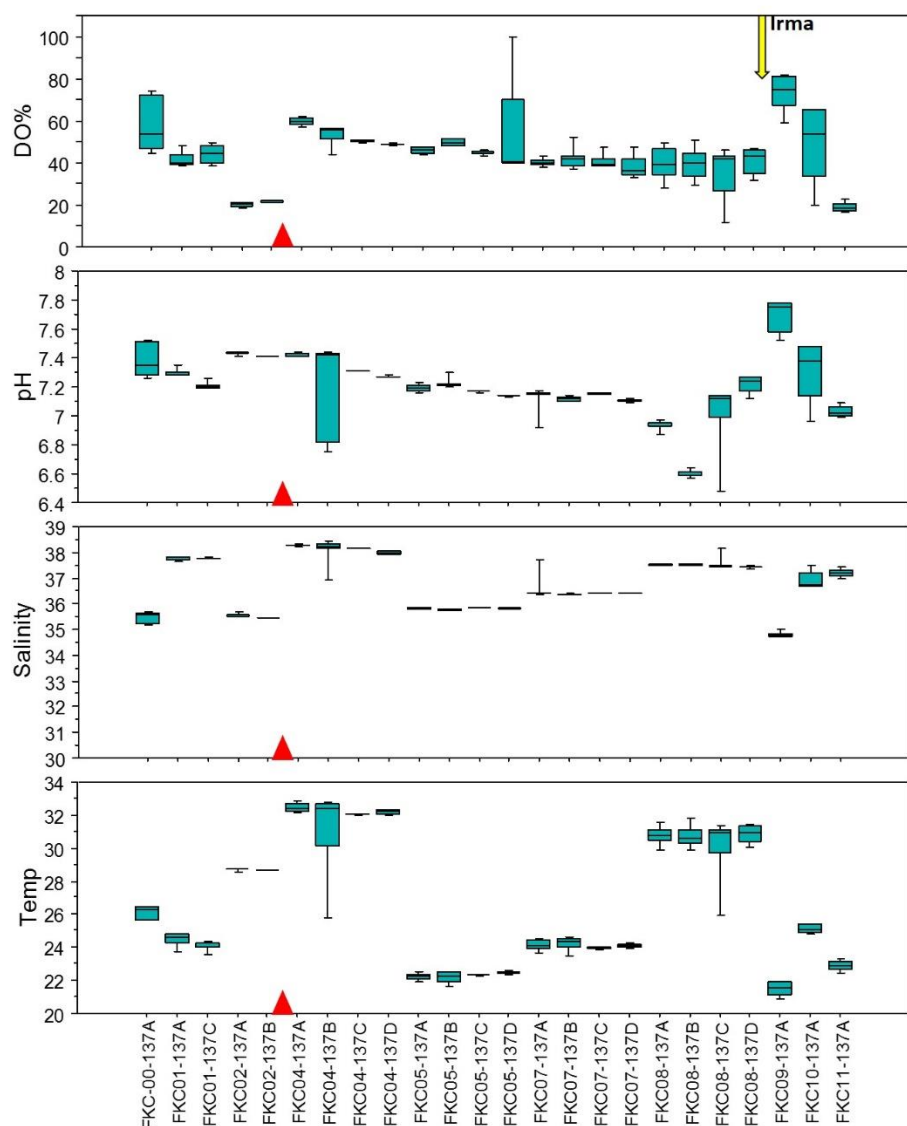 Irma
DO%
100
80
60
40
20
0
pH
8
7.8
7.6
7.4
7.2
7
6.8
6.6
6.4
Salinity
39
38
37
36
35
34
33
32
31
30
Temp
34
32
30
28
26
24
22
20
FKC-00-137A
FKC01-137A
FKC01-137C
FKC02-137A
FKC02-137B
FKC04-137A
FKC04-137B
FKC04-137C
FKC04-137D
FKC05-137A
FKC05-137B
FKC05-137C
FKC05-137D
FKC07-137A
FKC07-137B
FKC07-137C
FKC07-137D
FKC08-137A
FKC08-137B
FKC08-137C
FKC08-137D
FKC09-137A
FKC10-137A
FKC11-137A